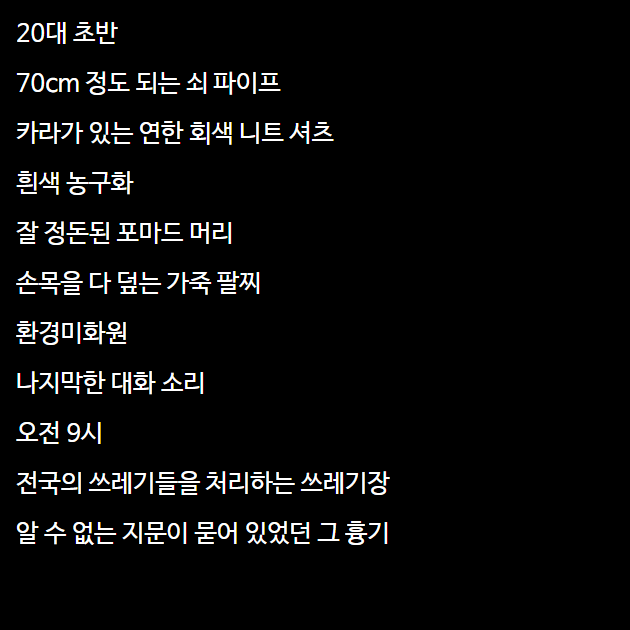 20대 초반
70cm 정도 되는 쇠 파이프
카라가 있는 연한 회색 니트 셔츠
흰색 농구화
잘 정돈된 포마드 머리
손목을 다 덮는 가죽 팔찌
환경미화원
나지막한 대화 소리
오전 9시
전국의 쓰레기들을 처리하는 쓰레기장
알 수 없는 지문이 묻어 있었던 그 흉기